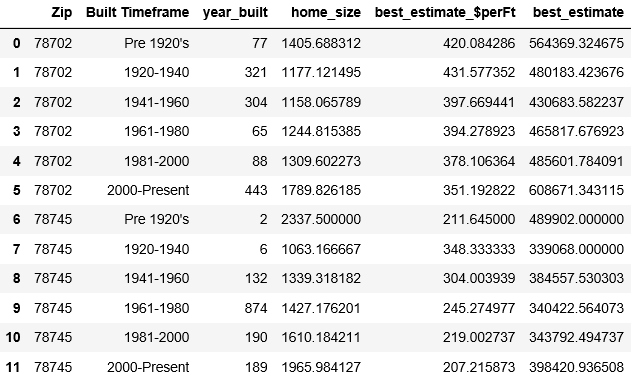 Zip Built Timeframe year_built home_size best_estimate_$perFt best_estimate
0 78702 Pre 1920's 77 1405.688312 420.084286 564369.324675
1 78702 1920-1940 321 1177.121495 431.577352 480183.423676
2 78702 1941-1960 304 1158.065789 397.669441 430683.582237
3 78702 1961-1980 65 1244.815385 394.278923 465817.676923
4 78702 1981-2000 88 1309.602273 378.106364 485601.784091
5 78702 2000-Present 443 1789.826185 351.192822 608671.343115
6 78745 Pre 1920's 2 2337.500000 211.645000 489902.000000
7 78745 1920-1940 6 1063.166667 348.333333 339068.000000
8 78745 1941-1960 132 1339.318182 304.003939 384557.530303
9 78745 1961-1980 874 1427.176201 245.274977 340422.564073
10 78745 1981-2000 190 1610.184211 219.002737 343792.494737
11 78745 2000-Present 189 1965.984127 207.215873 398420.936508